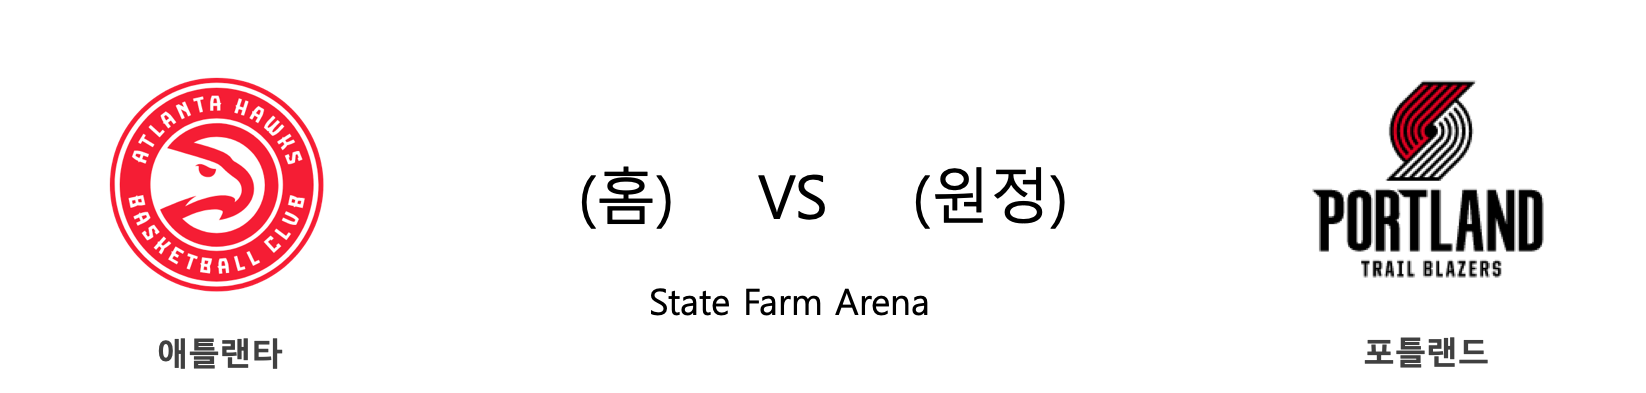 ATLANTA HAWKS
BASKETBALL CLUB
애틀랜타
(홈) VS (원정)
State Farm Arena
PORTLAND
TRAIL BLAZERS
포틀랜드